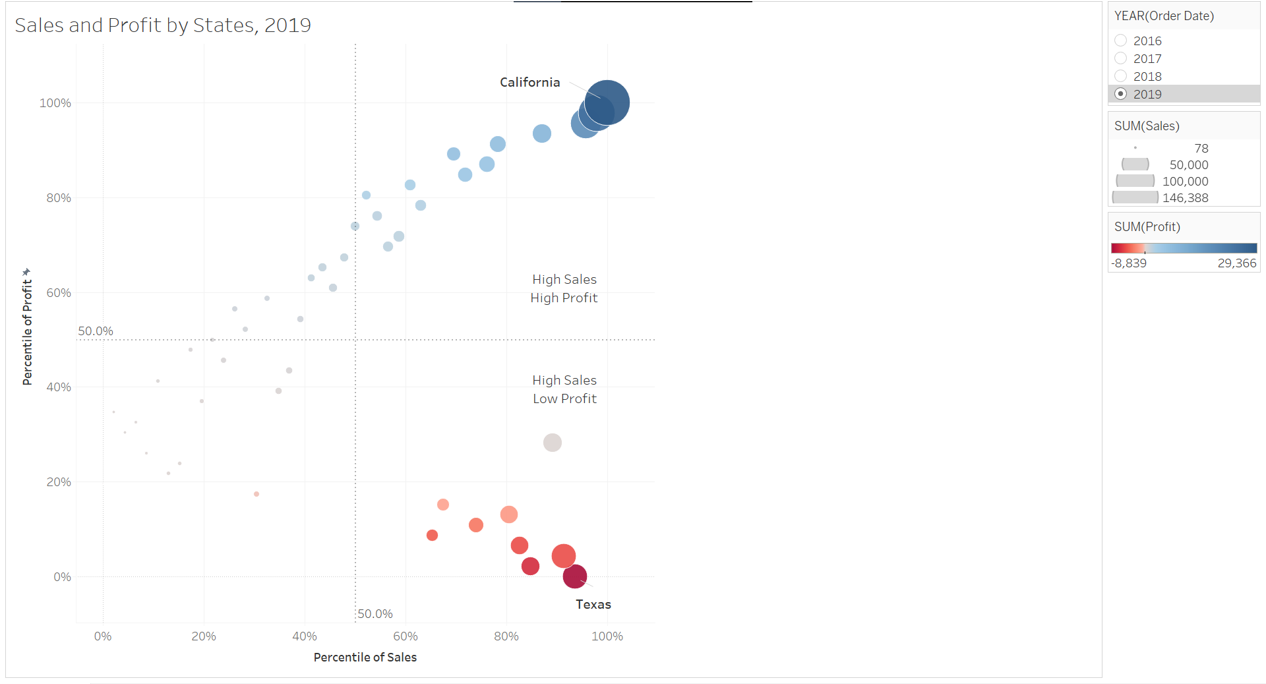 Sales and Profit by States, 2019
California
100%
80%
60%
40%
20%
0%
Percentile of Profit
High Sales
High Profit
50.0%
High Sales
Low Profit
50.0%
Texas
0%
20%
40%
60%
80%
100%
Percentile of Sales
YEAR(Order Date)
2016
2017
2018
2019
SUM(Sales)
78
50,000
100,000
146,388
SUM(Profit)
-8,839
29,366